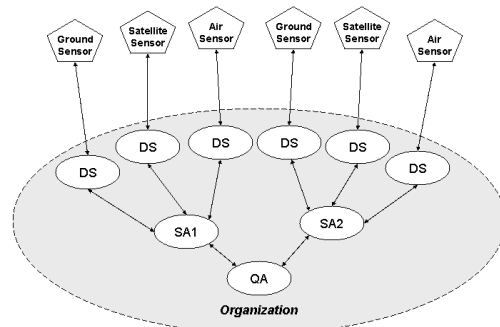 Ground
Sensor
Satellite
Sensor
Air
Sensor
Ground
Sensor
Satellite
Sensor
Air
Sensor
DS
DS
DS
DS
DS
DS
SA1
SA2
QA
Organization